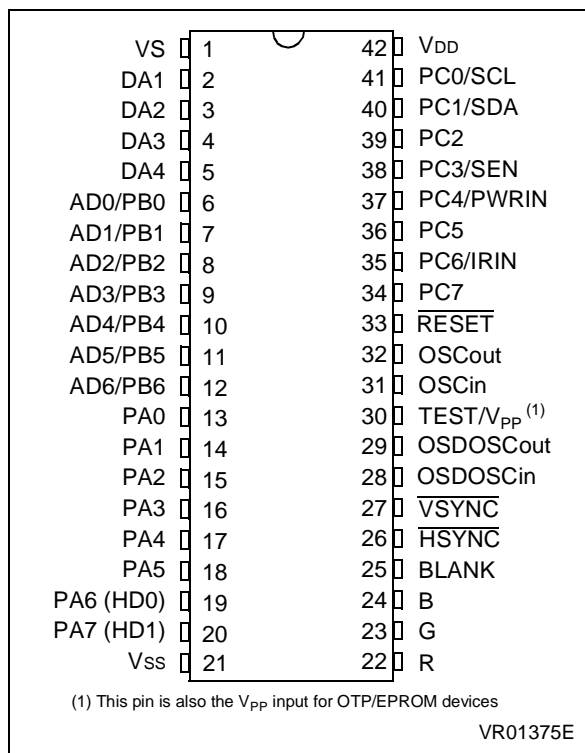 VS 1 42 VDD
DA1 2 41 PC0/SCL
DA2 3 40 PC1/SDA
DA3 4 39 PC2
DA4 5 38 PC3/SEN
AD0/PB0 6 37 PC4/PWRIN
AD1/PB1 7 36 PC5
AD2/PB2 8 35 PC6/IRIN
AD3/PB3 9 34 PC7
AD4/PB4 10 33 RESET
AD5/PB5 11 32 OSCout
AD6/PB6 12 31 OSCin
PA0 13 30 TEST/VPP (1)
PA1 14 29 OSDOSCout
PA2 15 28 OSDOSCin
PA3 16 27 VSYNC
PA4 17 26 HSYNC
PA5 18 25 BLANK
PA6 (HD0) 19 24 B
PA7 (HD1) 20 23 G
VSS 21 22 R
(1) This pin is also the VPP input for OTP/EPROM devices
VR01375E